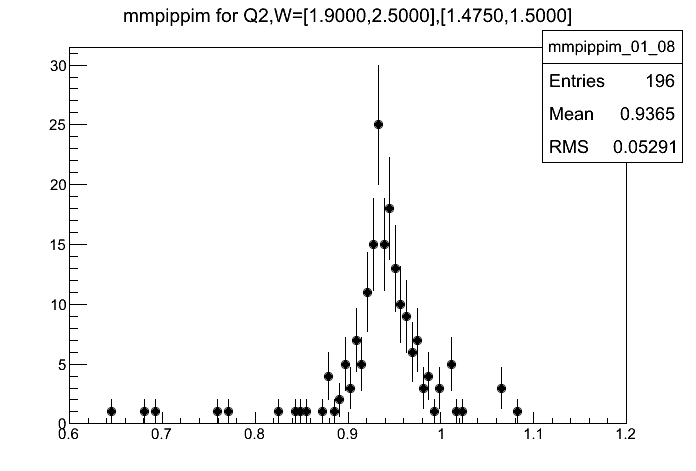 mmpippim for Q2,W=[1.9000,2.5000],[1.4750,1.5000]
mmpippim_01_08
Entries 196
Mean 0.9365
RMS 0.05291
30
25
20
15
10
5
0
0.6 0.7 0.8 0.9 1 1.1 1.2